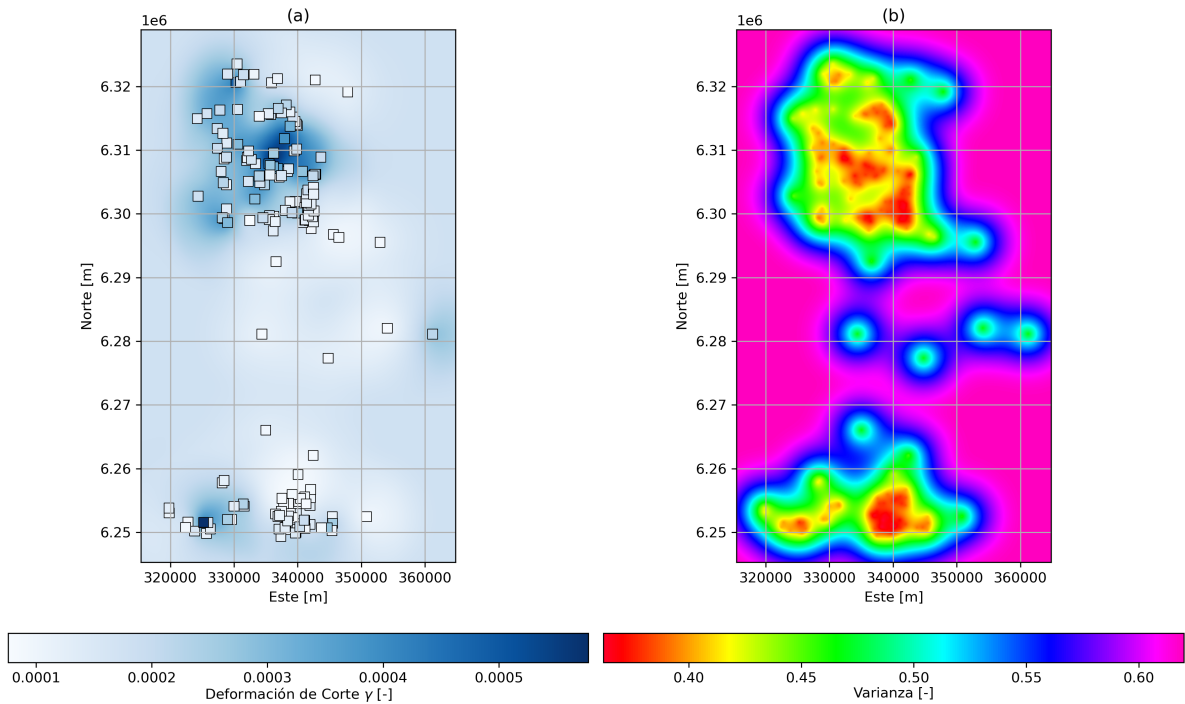 (a)
1e6
6.32
6.31
6.30
6.29
6.28
6.27
6.26
6.25
Norte [m]
320000 330000 340000 350000 360000
Este [m]
0.0001 0.0002 0.0003 0.0004 0.0005
Deformación de Corte γ [-]
(b)
1e6
6.32
6.31
6.30
6.29
6.28
6.27
6.26
6.25
Norte [m]
320000 330000 340000 350000 360000
Este [m]
0.40 0.45 0.50 0.55 0.60
Varianza [-]